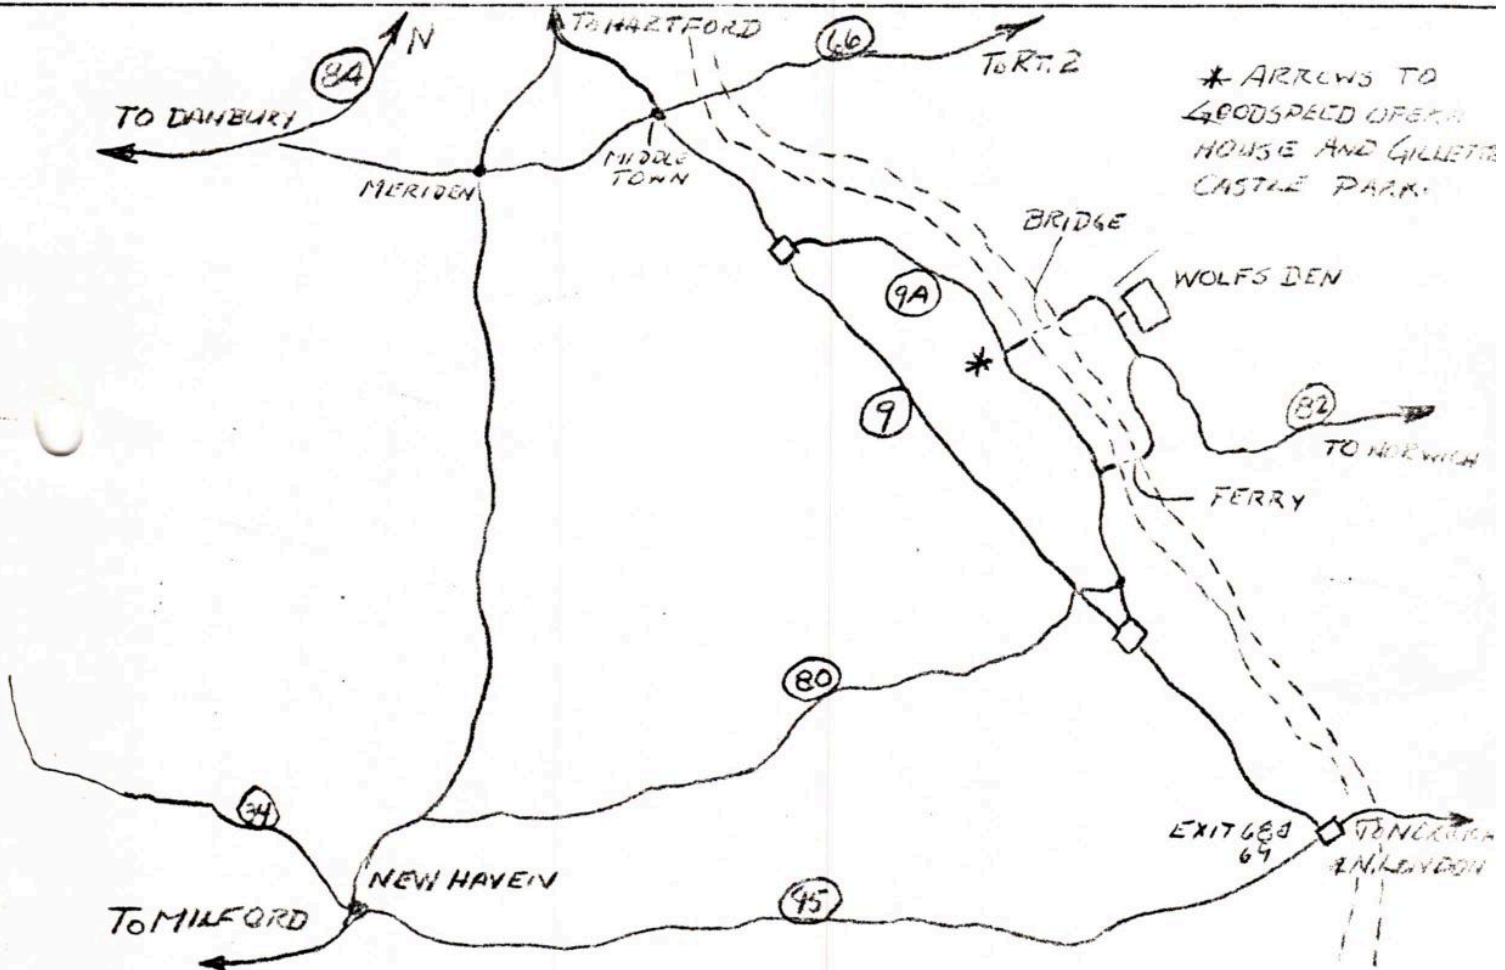 N
TO HARTFORD
66
TO RT. 2
84
TO DANBURY
* ARROWS TO
GOODSPEED OPERA
HOUSE AND GILLETTE
CASTLE PARK.
MIDDLE
TOWN
MERIDEN
BRIDGE
WOLFS DEN
9A
*
9
82
TO NORWICH
FERRY
80
34
EXIT 68 &
69
& N. LONDON
NEW HAVEN
95
TO MILFORD